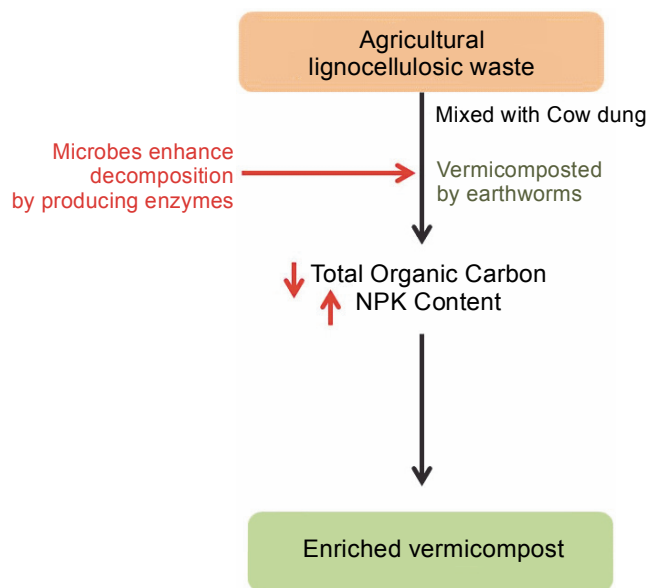 Agricultural
lignocellulosic waste
Mixed with Cow dung
Microbes enhance
decomposition
by producing enzymes
Vermicomposted
by earthworms
Total Organic Carbon
NPK Content
Enriched vermicompost